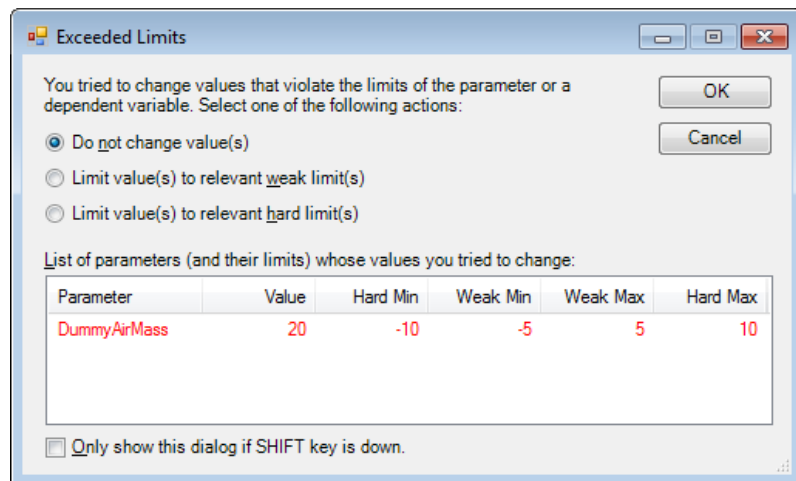 Exceeded Limits
You tried to change values that violate the limits of the parameter or a
dependent variable. Select one of the following actions:
OK
Cancel
Do not change value(s)
Limit value(s) to relevant weak limit(s)
Limit value(s) to relevant hard limit(s)
List of parameters (and their limits) whose values you tried to change:
Parameter Value Hard Min Weak Min Weak Max Hard Max
DummyAirMass 20 -10 -5 5 10
Only show this dialog if SHIFT key is down.